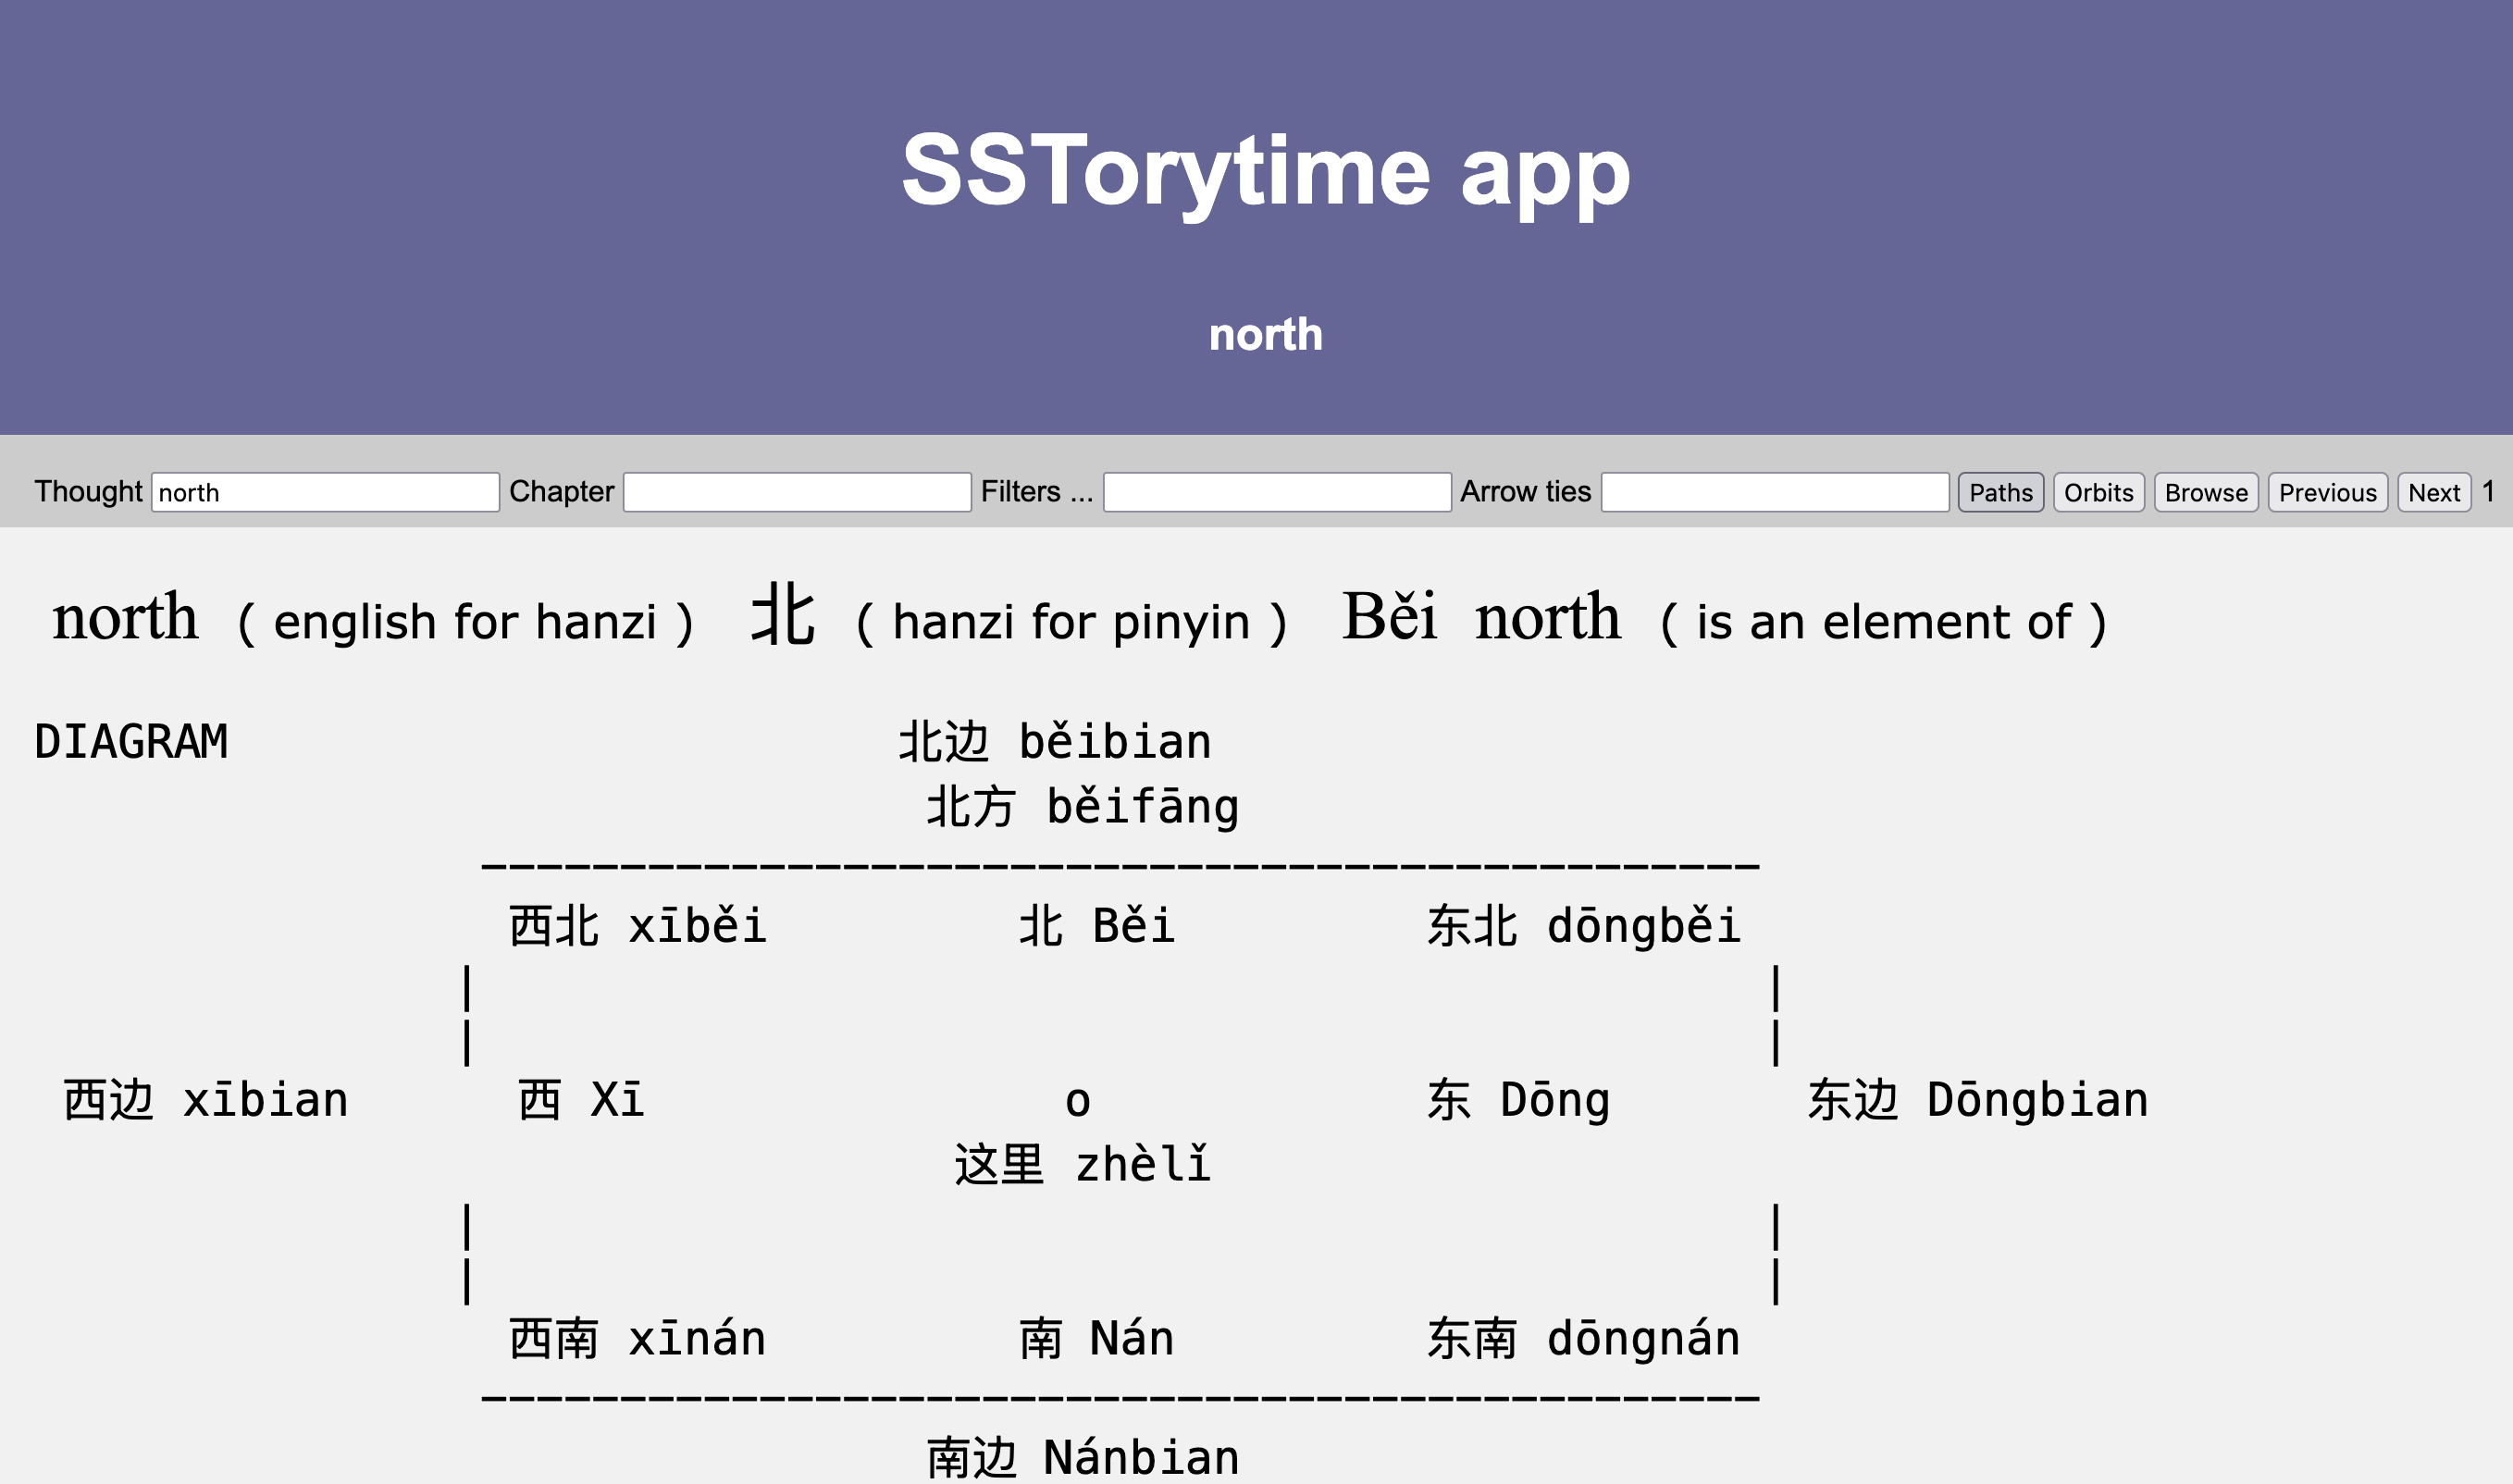 SSTorytime app
north
Thought north Chapter Filters ... Arrow ties Paths Orbits Browse Previous Next 1
north ( english for hanzi ) 北 ( hanzi for pinyin ) Běi north ( is an element of )
DIAGRAM 北边 běibian
北方 běifāng
----------------------------------------------
西北 xīběi 北 Běi 东北 dōngběi
| |
| |
西边 xībian 西 Xī o 东 Dōng 东边 Dōngbian
这里 zhèlǐ
| |
| |
西南 xīnán 南 Nán 东南 dōngnán
----------------------------------------------
南边 Nánbian